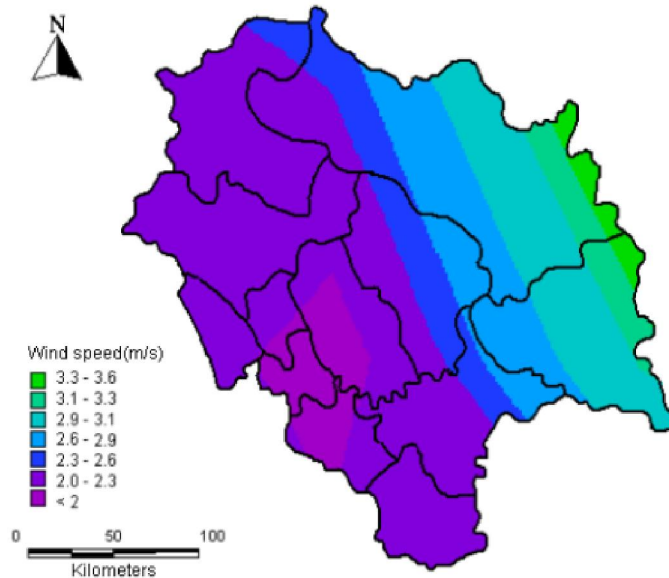 N
Wind speed(m/s)
3.3 - 3.6
3.1 - 3.3
2.9 - 3.1
2.6 - 2.9
2.3 - 2.6
2.0 - 2.3
< 2
0 50 100
Kilometers